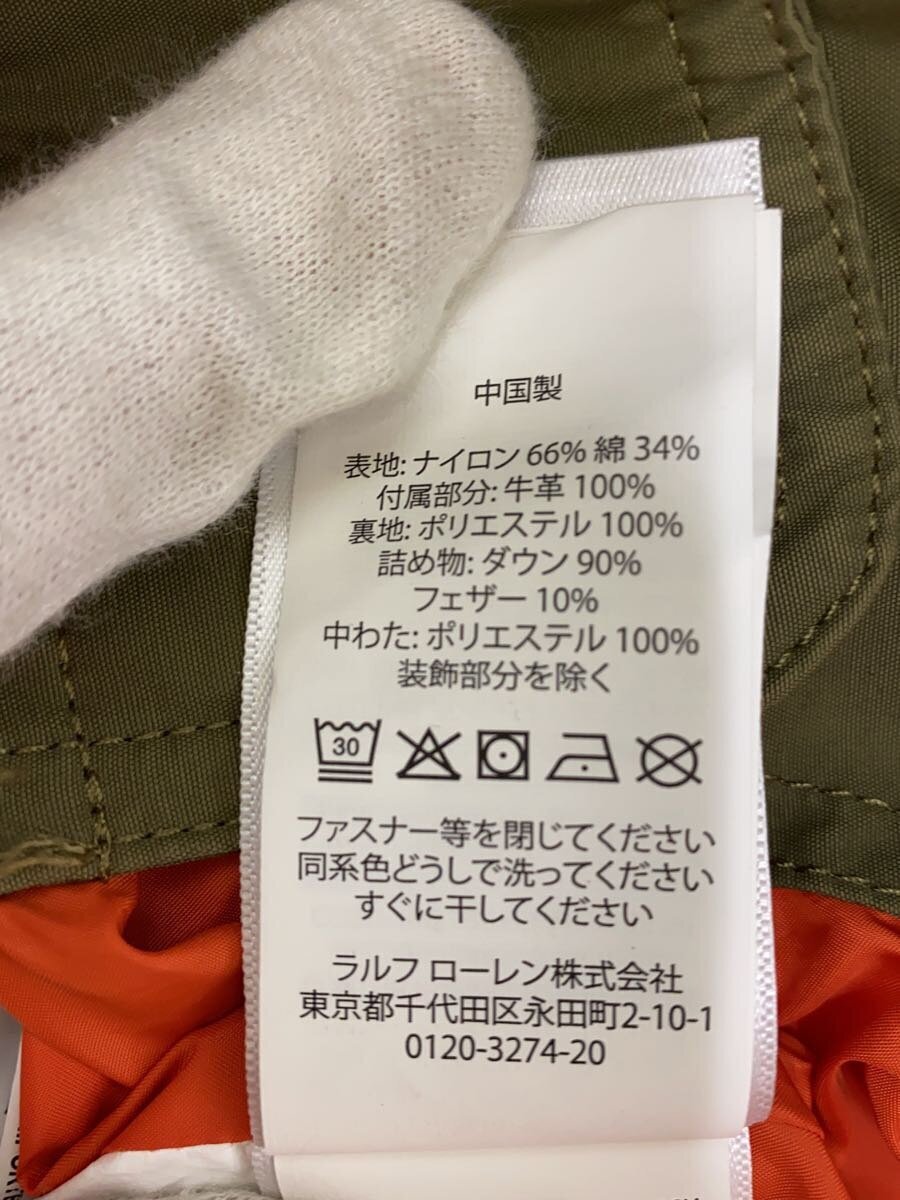 中国製
表地: ナイロン 66% 綿 34%
付属部分: 牛革 100%
裏地: ポリエステル 100%
詰め物: ダウン 90%
フェザー 10%
中わた: ポリエステル 100%
装飾部分を除く
30
ファスナー等を閉じてください
同系色どうしで洗ってください
すぐに干してください
ラルフ ローレン株式会社
東京都千代田区永田町2-10-1
0120-3274-20